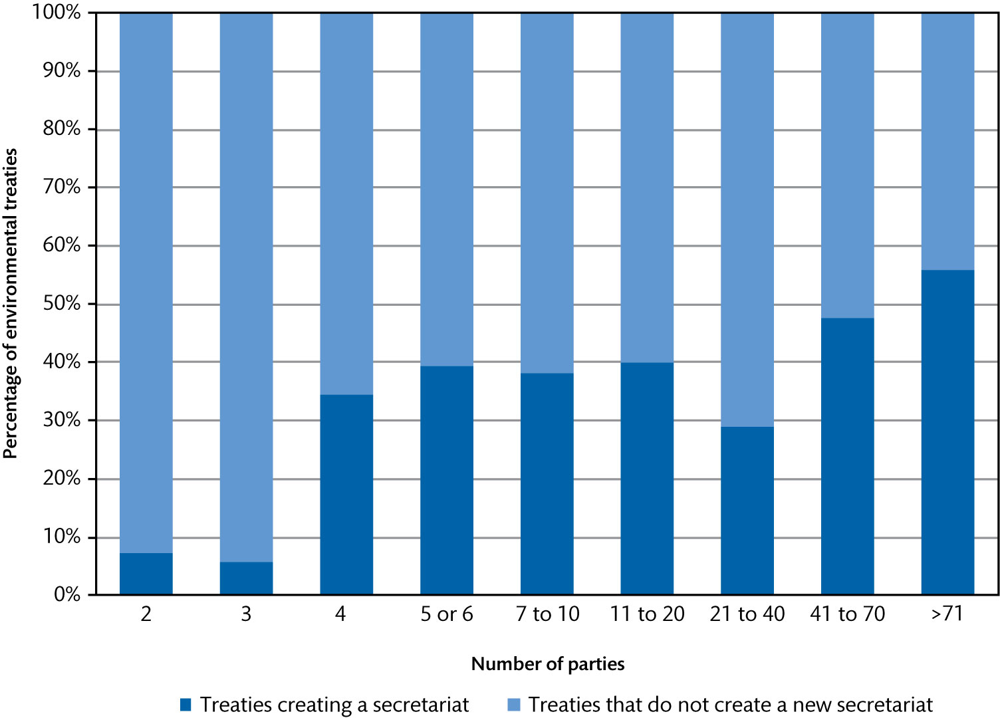 100%
90%
80%
70%
60%
50%
40%
30%
20%
10%
0%
Percentage of environmental treaties
2 3 4 5 or 6 7 to 10 11 to 20 21 to 40 41 to 70 >71
Number of parties
Treaties creating a secretariat Treaties that do not create a new secretariat